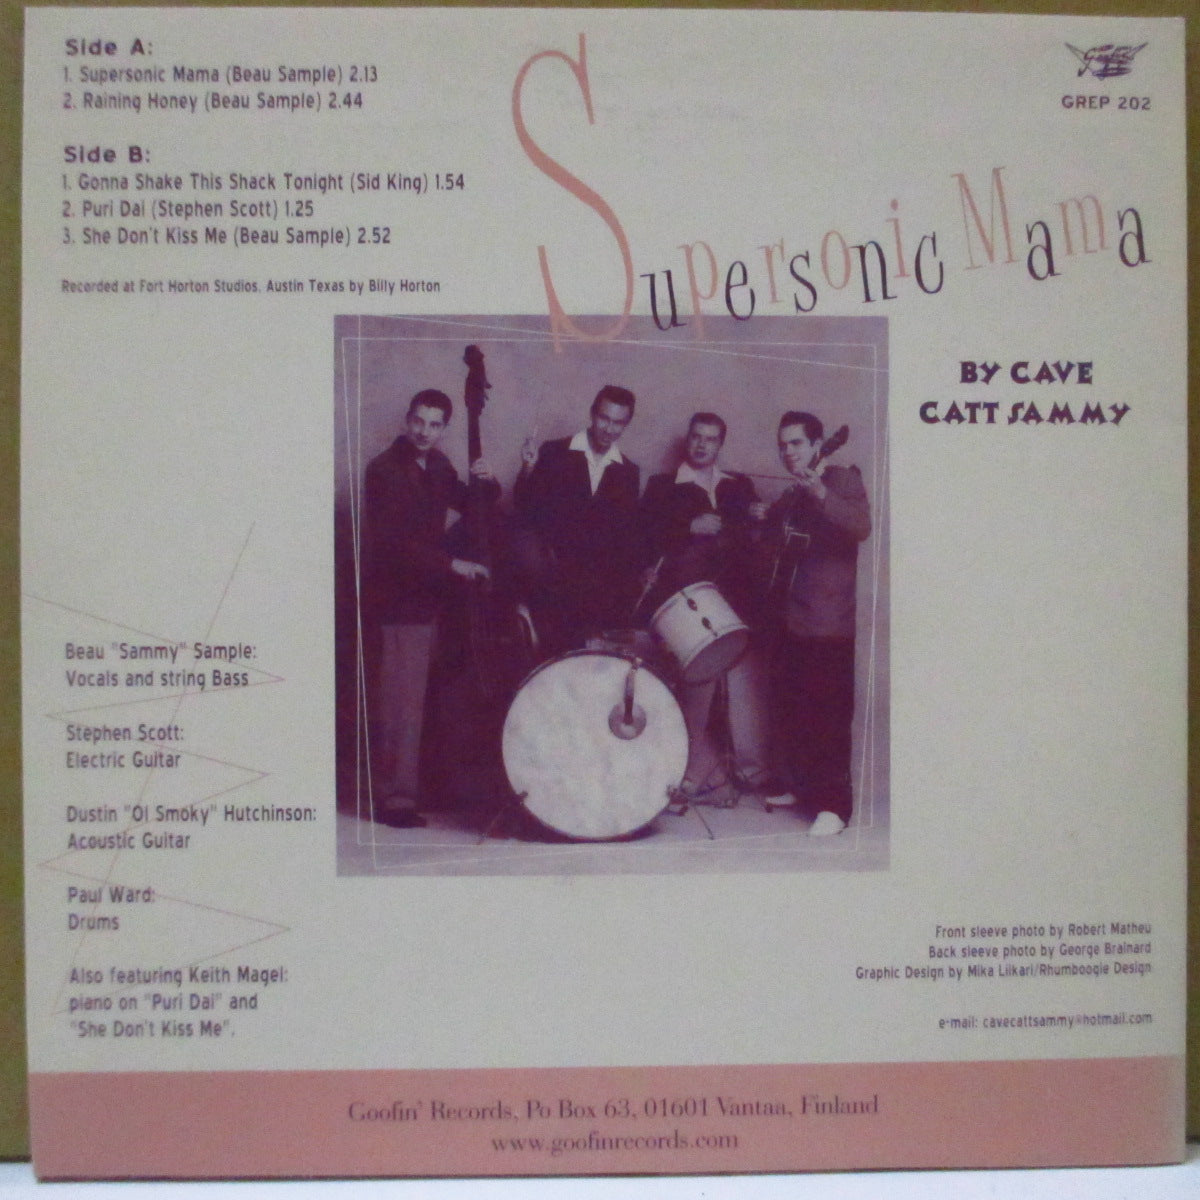 Side A:
1. Supersonic Mama (Beau Sample) 2.13
2. Raining Honey (Beau Sample) 2.44
Side B:
1. Gonna Shake This Shack Tonight (Sid King) 1.54
2. Puri Dai (Stephen Scott) 1.25
3. She Don't Kiss Me (Beau Sample) 2.52
Recorded at Fort Horton Studios, Austin Texas by Billy Horton
Goofin'
GREP 202
Supersonic Mama
BY CAVE
CATT SAMMY
Beau "Sammy" Sample:
Vocals and string Bass
Stephen Scott:
Electric Guitar
Dustin "Ol Smoky" Hutchinson:
Acoustic Guitar
Paul Ward:
Drums
Also featuring Keith Magel:
piano on "Puri Dai" and
"She Don't Kiss Me".
Front sleeve photo by Robert Matheu
Back sleeve photo by George Brainard
Graphic Design by Mika Liikari/Rhumboogie Design
e-mail: cavecattsammy@hotmail.com
Goofin' Records, Po Box 63, 01601 Vantaa, Finland
www.goofinrecords.com